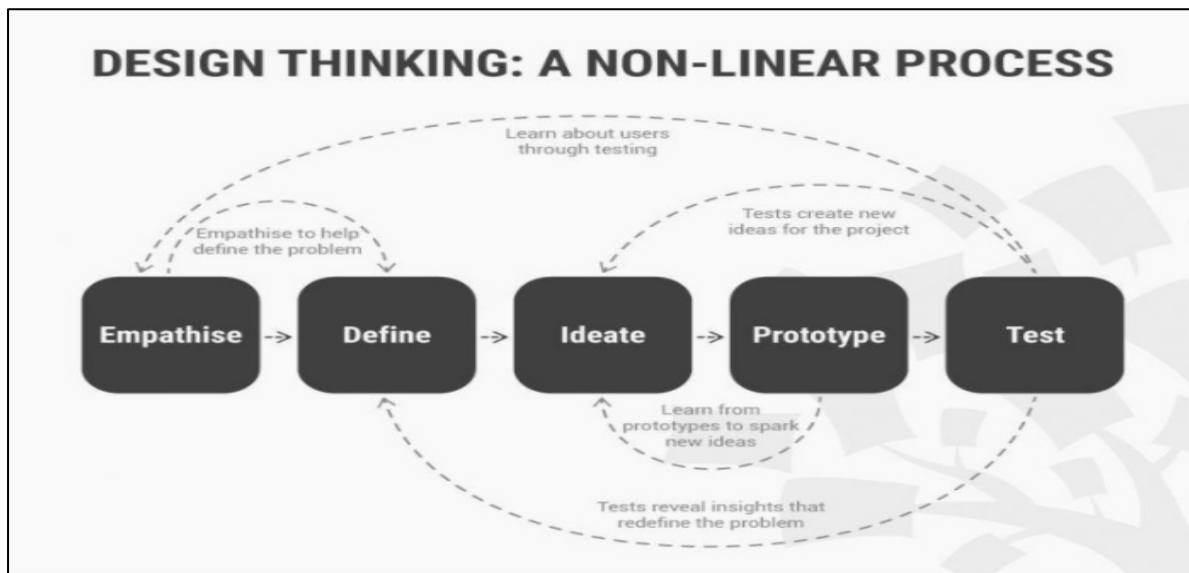 DESIGN THINKING: A NON-LINEAR PROCESS
Learn about users
through testing
Tests create new
ideas for the project
Empathise to help
define the problem
Empathise
Define
Ideate
Prototype
Test
Learn from
prototypes to spark
new ideas
Tests reveal insights that
redefine the problem